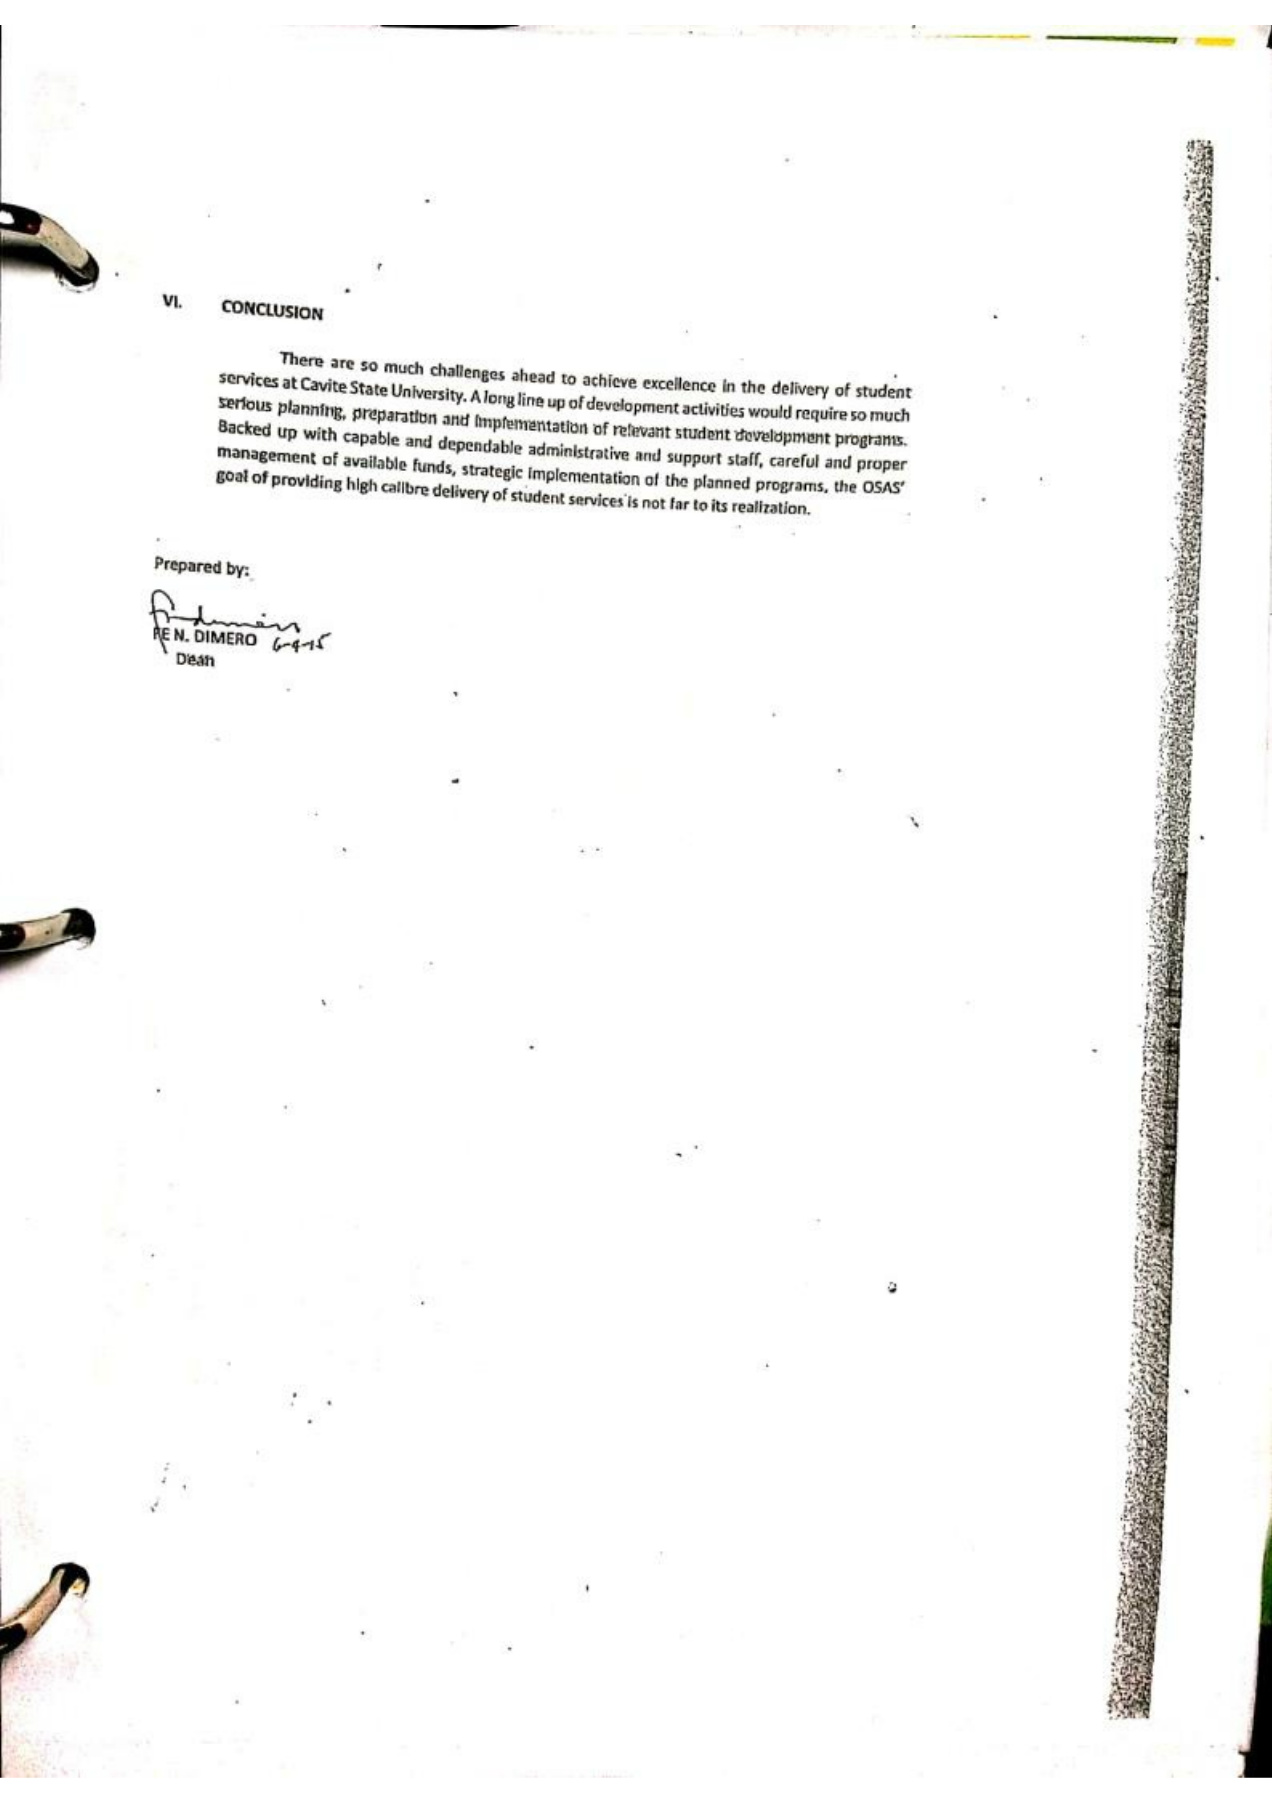 VI. CONCLUSION
There are so much challenges ahead to achieve excellence in the delivery of student
services at Cavite State University. A long line up of development activities would require so much
serious planning, preparation and implementation of relevant student development programs.
Backed up with capable and dependable administrative and support staff, careful and proper
management of available funds, strategic implementation of the planned programs, the OSAS'
goal of providing high calibre delivery of student services is not far to its realization.
Prepared by:
FE N. DIMERO 6-9-15
Dean